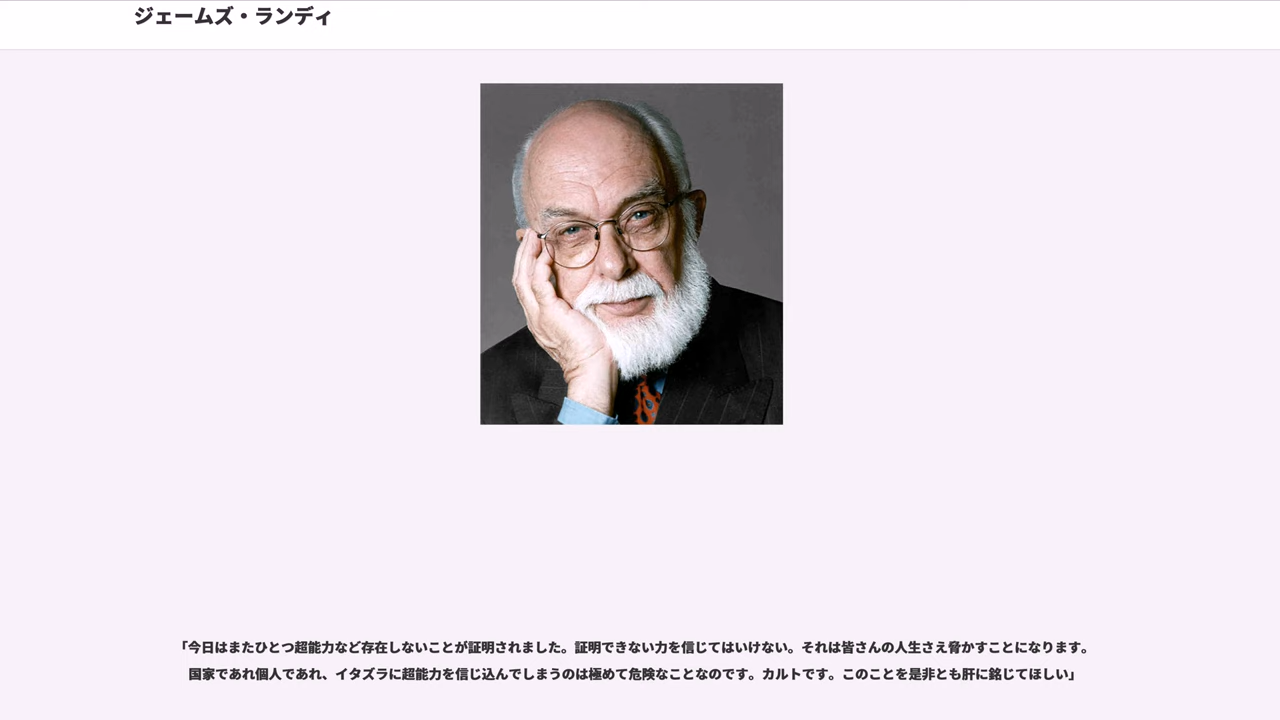 ジェームズ・ランディ
「今日はまたひとつ超能力など存在しないことが証明されました。証明できない力を信じてはいけない。それは皆さんの人生さえ脅かすことになります。
国家であれ個人であれ、イタズラに超能力を信じ込んでしまうのは極めて危険なことなのです。カルトです。このことを是非とも肝に銘じてほしい」